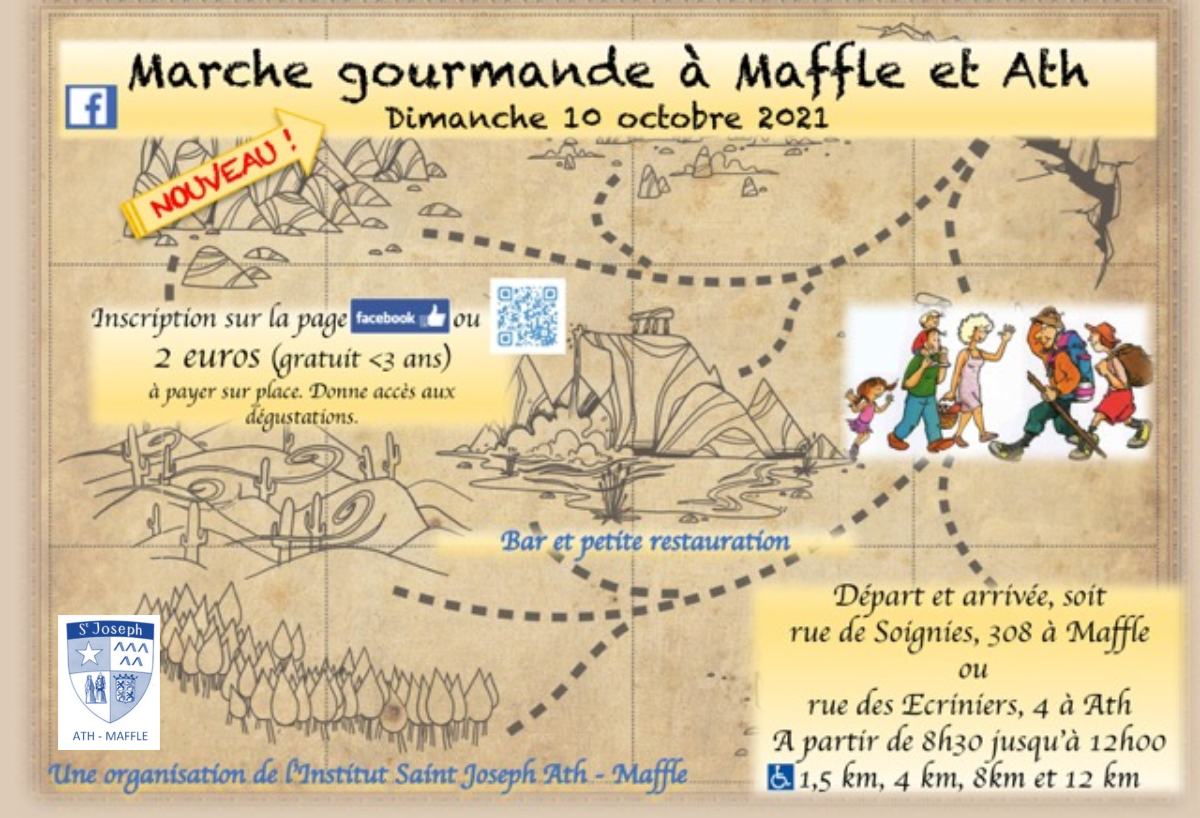 Marche gourmande à Maffle et Ath
Dimanche 10 octobre 2021
NOUVEAU !
Inscription sur la page facebook ou
2 euros (gratuit <3 ans)
à payer sur place. Donne accès aux
dégustations.
Bar et petite restauration
Départ et arrivée, soit
rue de Soignies, 308 à Maffle
ou
rue des Ecriniers, 4 à Ath
A partir de 8h30 jusqu'à 12h00
1,5 km, 4 km, 8km et 12 km
St Joseph
ATH - MAFFLE
Une organisation de l'Institut Saint Joseph Ath - Maffle